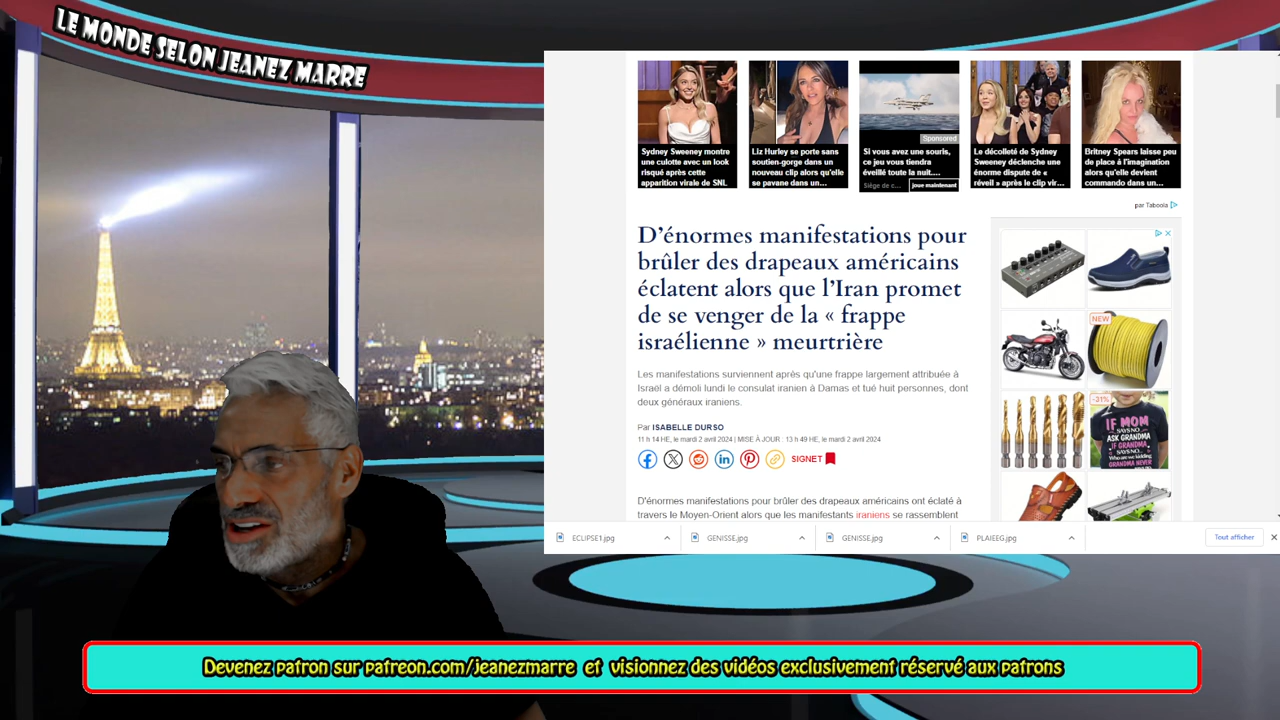 LE MONDE SELON JEANEZ MARRE
Sydney Sweeney montre
une culotte avec un look
risqué après cette
apparition virale de SNL
Liz Hurley se porte sans
soutien-gorge dans un
nouveau clip alors qu'elle
se pavane dans un...
Sponsored
Si vous avez une souris,
ce jeu vous tiendra
éveillé toute la nuit....
Siège de c...
joue maintenant
Le décolleté de Sydney
Sweeney déclenche une
énorme dispute de «
réveil » après le clip vir...
Britney Spears laisse peu
de place à l'imagination
alors qu'elle devient
commando dans un...
par Taboola
D'énormes manifestations pour
brûler des drapeaux américains
éclatent alors que l'Iran promet
de se venger de la « frappe
israélienne » meurtrière
Les manifestations surviennent après qu'une frappe largement attribuée à
Israël a démoli lundi le consulat iranien à Damas et tué huit personnes, dont
deux généraux iraniens.
Par ISABELLE DURSO
11 h 14 HE, le mardi 2 avril 2024 | MISE À JOUR : 13 h 49 HE, le mardi 2 avril 2024
SIGNET
D'énormes manifestations pour brûler des drapeaux américains ont éclaté à
travers le Moyen-Orient alors que les manifestants iraniens se rassemblent
NEW
-31%
IF MOM
SAYS NO...
ASK GRANDMA
IF GRANDMA
SAYS NO...
ECLIPSE1.jpg
GENISSE.jpg
GENISSE.jpg
PLAIEEG.jpg
Tout afficher
Devenez patron sur patreon.com/jeanezmarre et visionnez des vidéos exclusivement réservé aux patrons